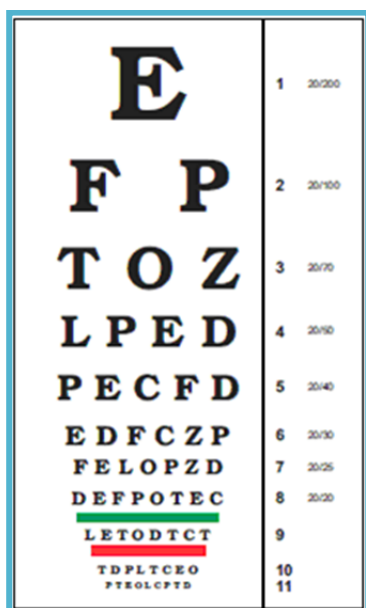 E 1 20/200
F P 2 20/100
T O Z 3 20/70
L P E D 4 20/50
P E C F D 5 20/40
E D F C Z P 6 20/30
F E L O P Z D 7 20/25
D E F P O T E C 8 20/20
L E T O D T C T 9
T D P L T C E O 10
P T E O L C F T D 11